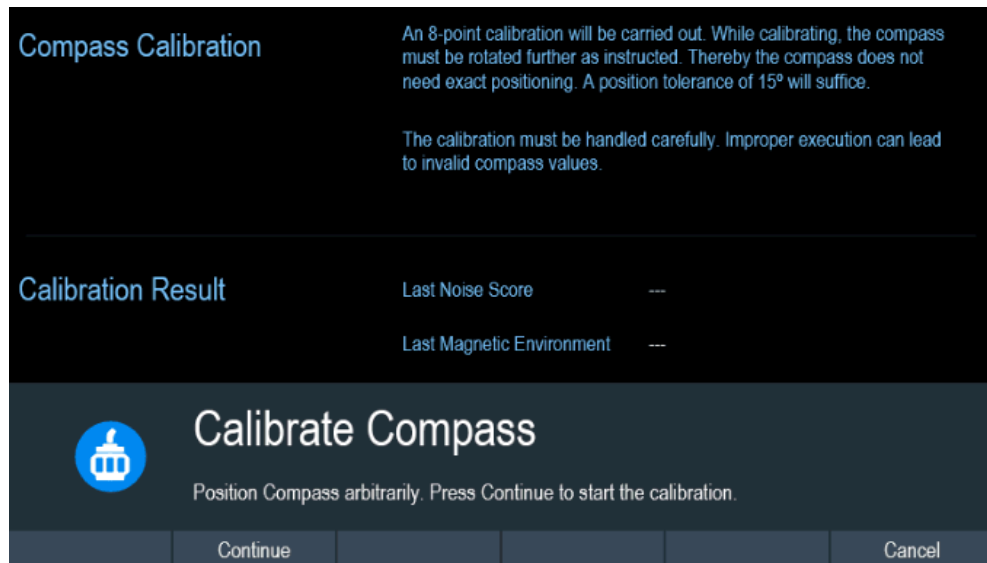 Compass Calibration
An 8-point calibration will be carried out. While calibrating, the compass
must be rotated further as instructed. Thereby the compass does not
need exact positioning. A position tolerance of 15º will suffice.
The calibration must be handled carefully. Improper execution can lead
to invalid compass values.
Calibration Result
Last Noise Score ---
Last Magnetic Environment ---
Calibrate Compass
Position Compass arbitrarily. Press Continue to start the calibration.
Continue Cancel